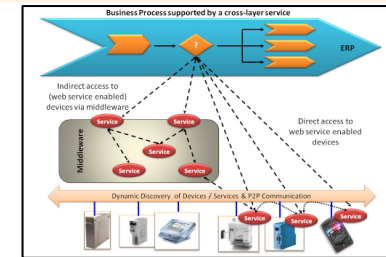 Business Process supported by a cross-layer service
?
ERP
Indirect access to
(web service enabled)
devices via middleware
Direct access to
web service enabled
devices
Middleware
Service
Service
Service
Service
Service
Dynamic Discovery of Devices / Services & P2P Communication
Service
Service
Service